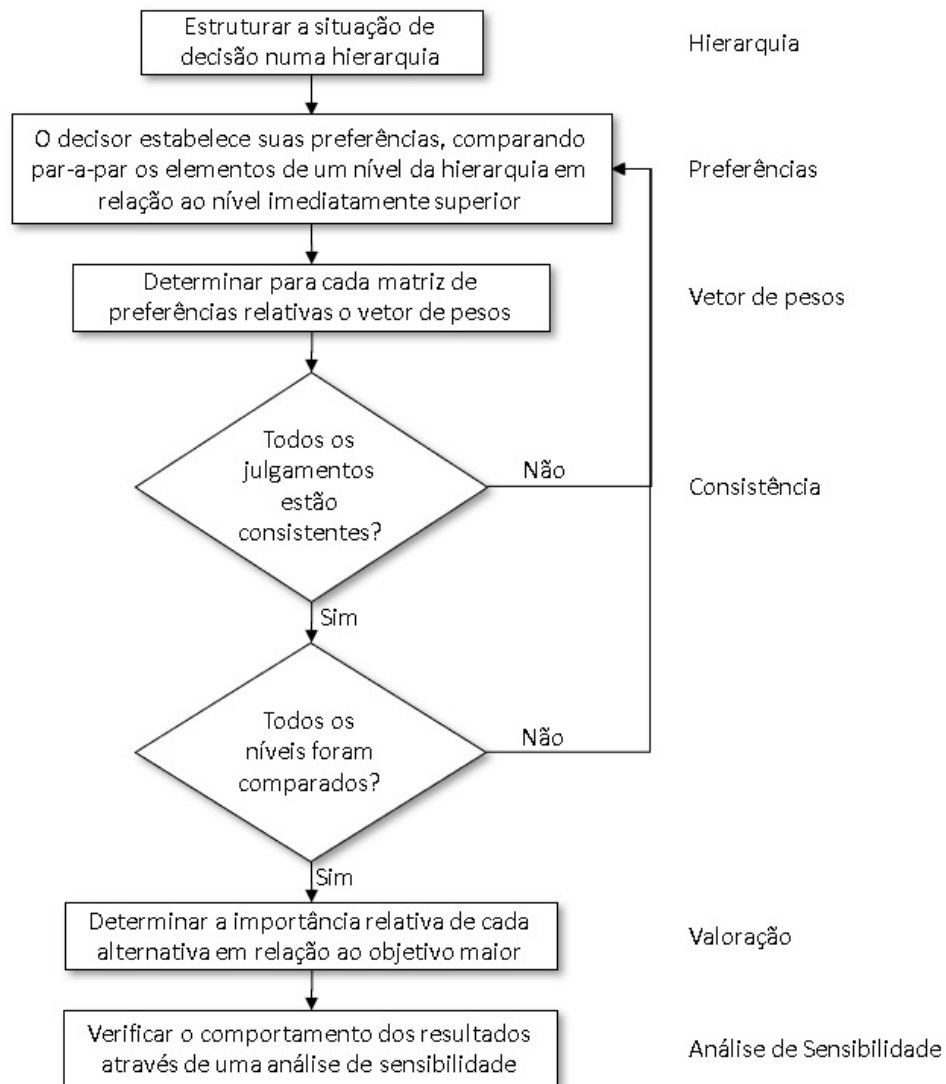 Estruturar a situação de
decisão numa hierarquia
Hierarquia
O decisor estabelece suas preferências, comparando
par-a-par os elementos de um nível da hierarquia em
relação ao nível imediatamente superior
Preferências
Determinar para cada matriz de
preferências relativas o vetor de pesos
Vetor de pesos
Todos os
julgamentos
estão
consistentes?
Não
Consistência
Sim
Todos os
níveis foram
comparados?
Não
Sim
Determinar a importância relativa de cada
alternativa em relação ao objetivo maior
Valoração
Verificar o comportamento dos resultados
através de uma análise de sensibilidade
Análise de Sensibilidade